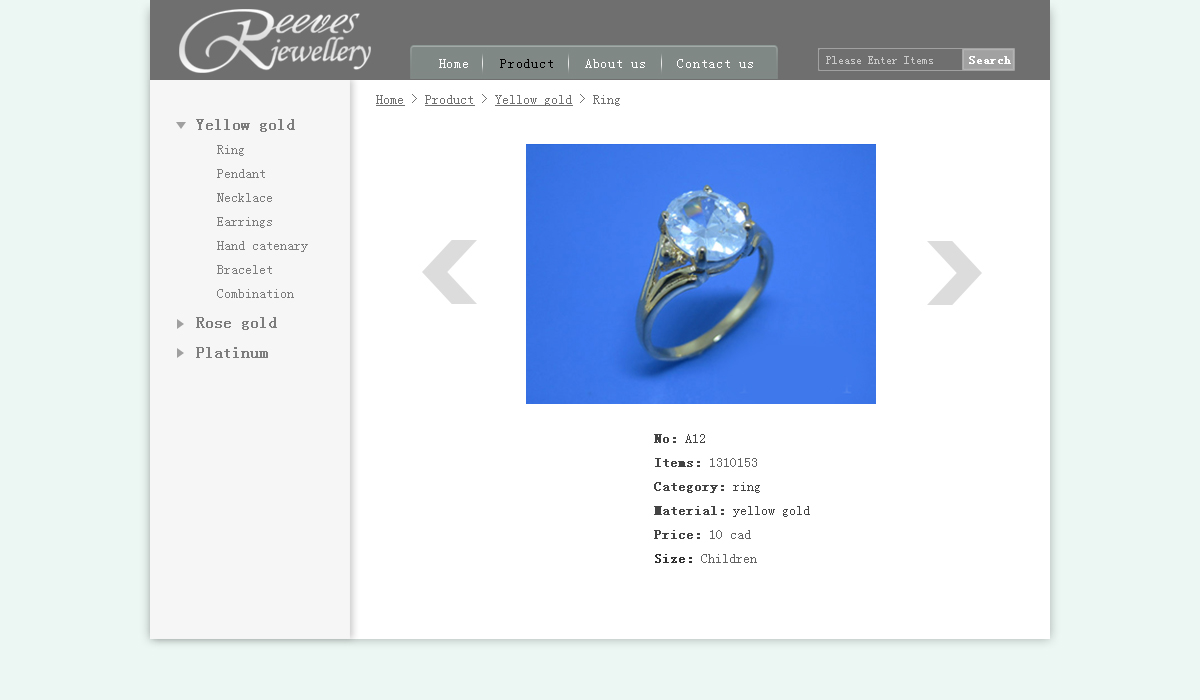 Reeves
jewellery
Home Product About us Contact us
Please Enter Items Search
Home > Product > Yellow gold > Ring
Yellow gold
Ring
Pendant
Necklace
Earrings
Hand catenary
Bracelet
Combination
Rose gold
Platinum
No: A12
Items: 1310153
Category: ring
Material: yellow gold
Price: 10 cad
Size: Children